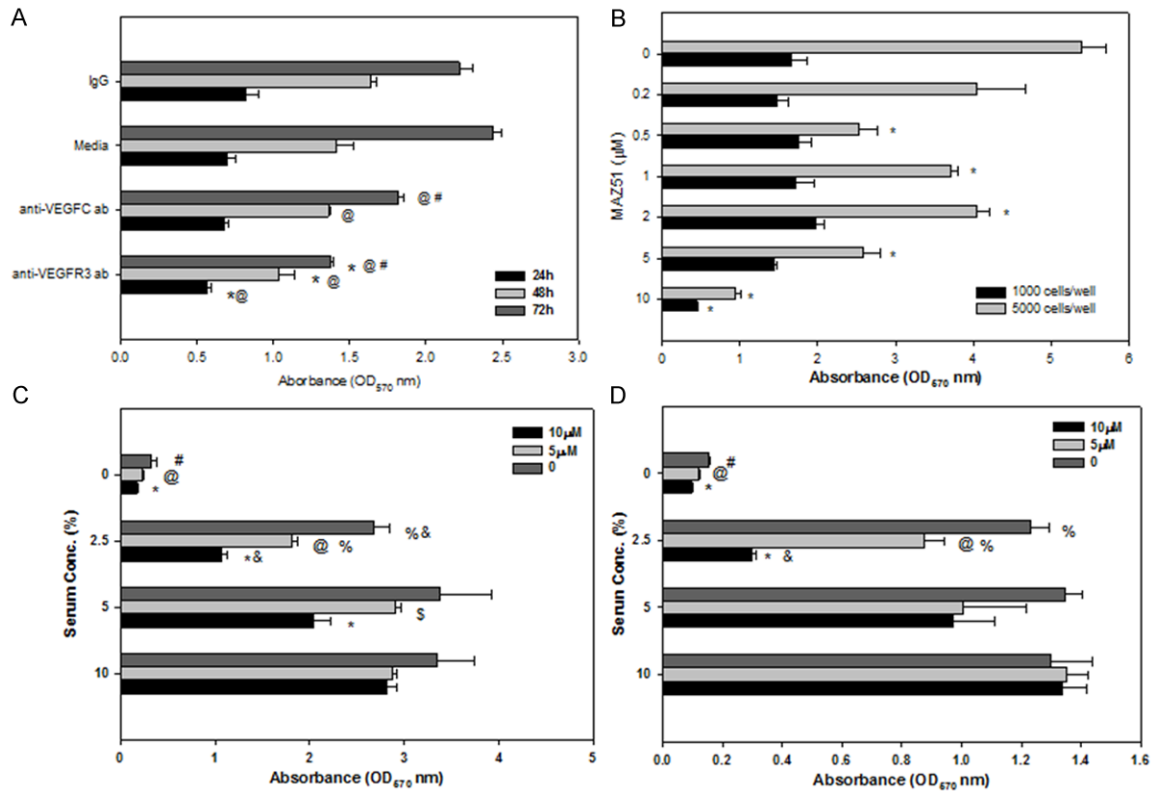 A
IgG
Media
anti-VEGFC ab
@ #
@
anti-VEGFR3 ab
* @ #
* @
*@
24h
48h
72h
0.0 0.5 1.0 1.5 2.0 2.5 3.0
Aborbance (OD570 nm)
B
MAZ51 (µM)
0
0.2
0.5 *
1 *
2 *
5 *
10 *
*
1000 cells/well
5000 cells/well
0 1 2 3 4 5 6
Absorbance (OD570 nm)
C
10µM
5µM
0
Serum Conc. (%)
#
0 @
*
%&
2.5 @ %
*&
5 $
*
10
0 1 2 3 4 5
Absorbance (OD570 nm)
D
10µM
5µM
0
Serun Conc. (%)
#
0 @
*
%
2.5 @ %
* &
5
10
0.0 0.2 0.4 0.6 0.8 1.0 1.2 1.4 1.6
Absorbance (OD570 nm)